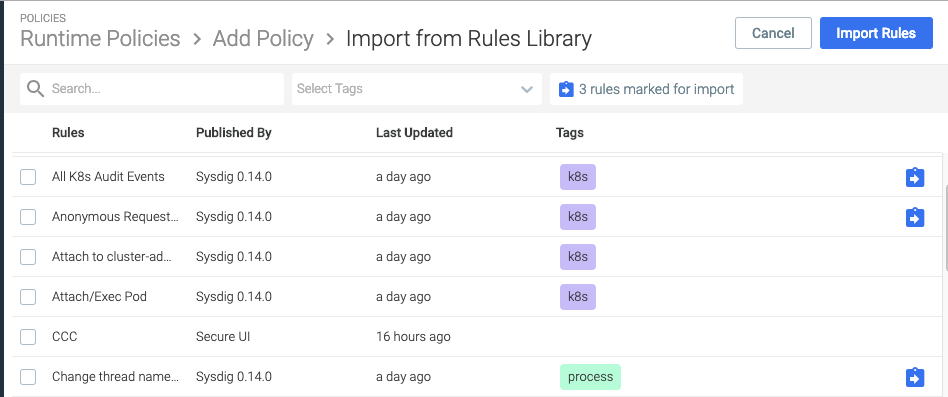 POLICIES
Runtime Policies > Add Policy > Import from Rules Library
Cancel
Import Rules
Search...
Select Tags
3 rules marked for import
Rules Published By Last Updated Tags
All K8s Audit Events Sysdig 0.14.0 a day ago k8s
Anonymous Request... Sysdig 0.14.0 a day ago k8s
Attach to cluster-ad... Sysdig 0.14.0 a day ago k8s
Attach/Exec Pod Sysdig 0.14.0 a day ago k8s
CCC Secure UI 16 hours ago
Change thread name... Sysdig 0.14.0 a day ago process